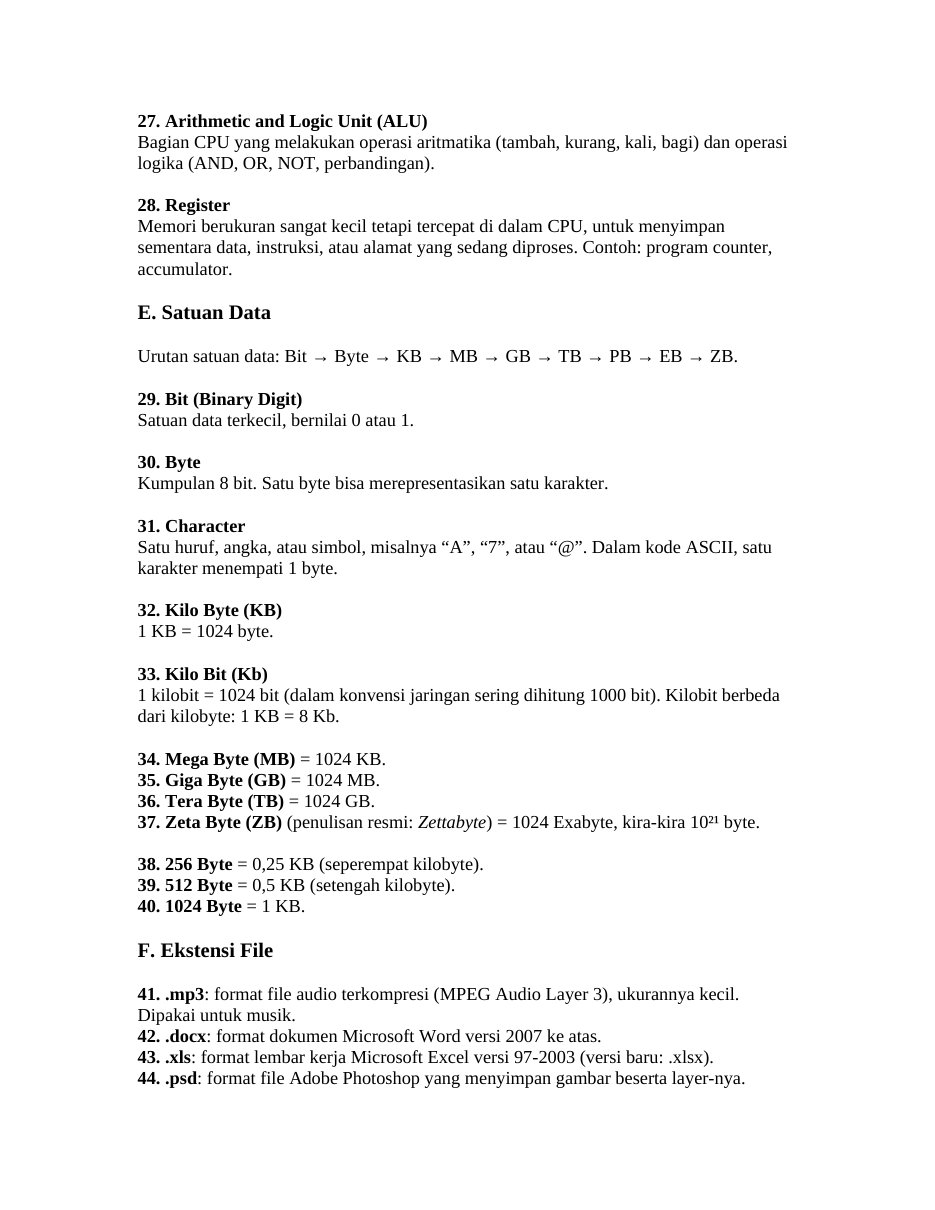 27. Arithmetic and Logic Unit (ALU)
Bagian CPU yang melakukan operasi aritmatika (tambah, kurang, kali, bagi) dan operasi
logika (AND, OR, NOT, perbandingan).
28. Register
Memori berukuran sangat kecil tetapi tercepat di dalam CPU, untuk menyimpan
sementara data, instruksi, atau alamat yang sedang diproses. Contoh: program counter,
accumulator.
E. Satuan Data
Urutan satuan data: Bit → Byte → KB → MB → GB → TB → PB → EB → ZB.
29. Bit (Binary Digit)
Satuan data terkecil, bernilai 0 atau 1.
30. Byte
Kumpulan 8 bit. Satu byte bisa merepresentasikan satu karakter.
31. Character
Satu huruf, angka, atau simbol, misalnya “A”, “7”, atau “@”. Dalam kode ASCII, satu
karakter menempati 1 byte.
32. Kilo Byte (KB)
1 KB = 1024 byte.
33. Kilo Bit (Kb)
1 kilobit = 1024 bit (dalam konvensi jaringan sering dihitung 1000 bit). Kilobit berbeda
dari kilobyte: 1 KB = 8 Kb.
34. Mega Byte (MB) = 1024 KB.
35. Giga Byte (GB) = 1024 MB.
36. Tera Byte (TB) = 1024 GB.
37. Zeta Byte (ZB) (penulisan resmi: Zettabyte) = 1024 Exabyte, kira-kira 10²¹ byte.
38. 256 Byte = 0,25 KB (seperempat kilobyte).
39. 512 Byte = 0,5 KB (setengah kilobyte).
40. 1024 Byte = 1 KB.
F. Ekstensi File
41. .mp3: format file audio terkompresi (MPEG Audio Layer 3), ukurannya kecil.
Dipakai untuk musik.
42. .docx: format dokumen Microsoft Word versi 2007 ke atas.
43. .xls: format lembar kerja Microsoft Excel versi 97-2003 (versi baru: .xlsx).
44. .psd: format file Adobe Photoshop yang menyimpan gambar beserta layer-nya.